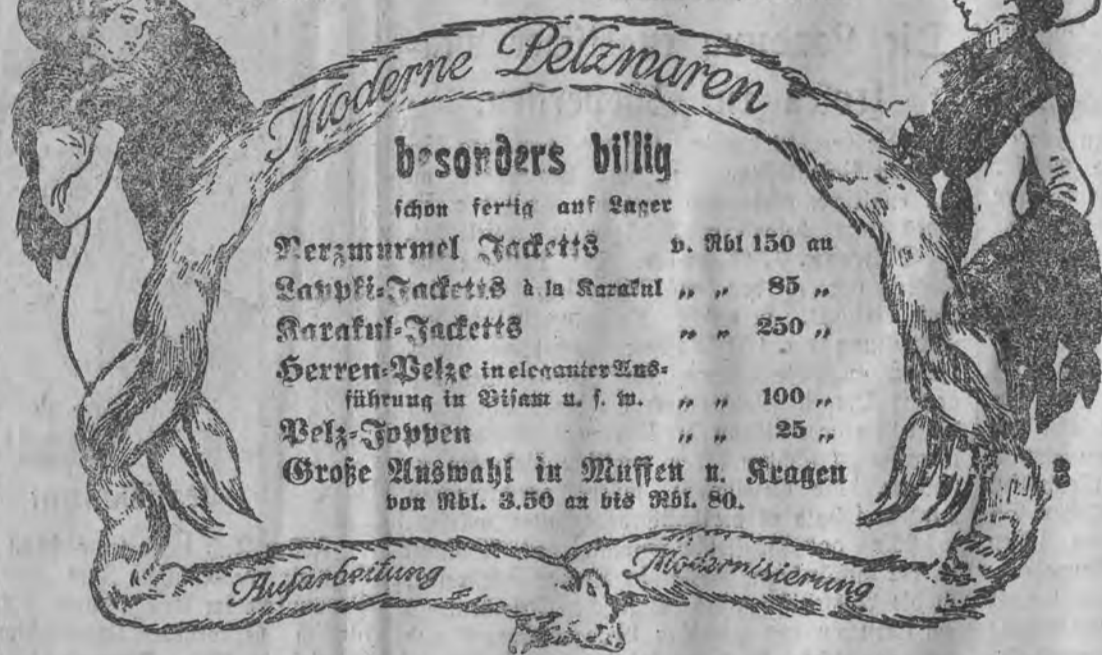 Moderne Pelzwaren
besonders billig
schon fertig auf Lager
Nerzmurmel Jacketts v. Rbl 150 an
Lappki-Jacketts à la Karakul „ „ 85 „
Karakul-Jacketts „ „ 250 „
Herren-Pelze in eleganter Aus-
führung in Bisam u. s. w. „ „ 100 „
Pelz-Joppen „ „ 25 „
Große Auswahl in Muffen u. Kragen
von Rbl. 3.50 an bis Rbl. 80.
Aufarbeitung Modernisierung